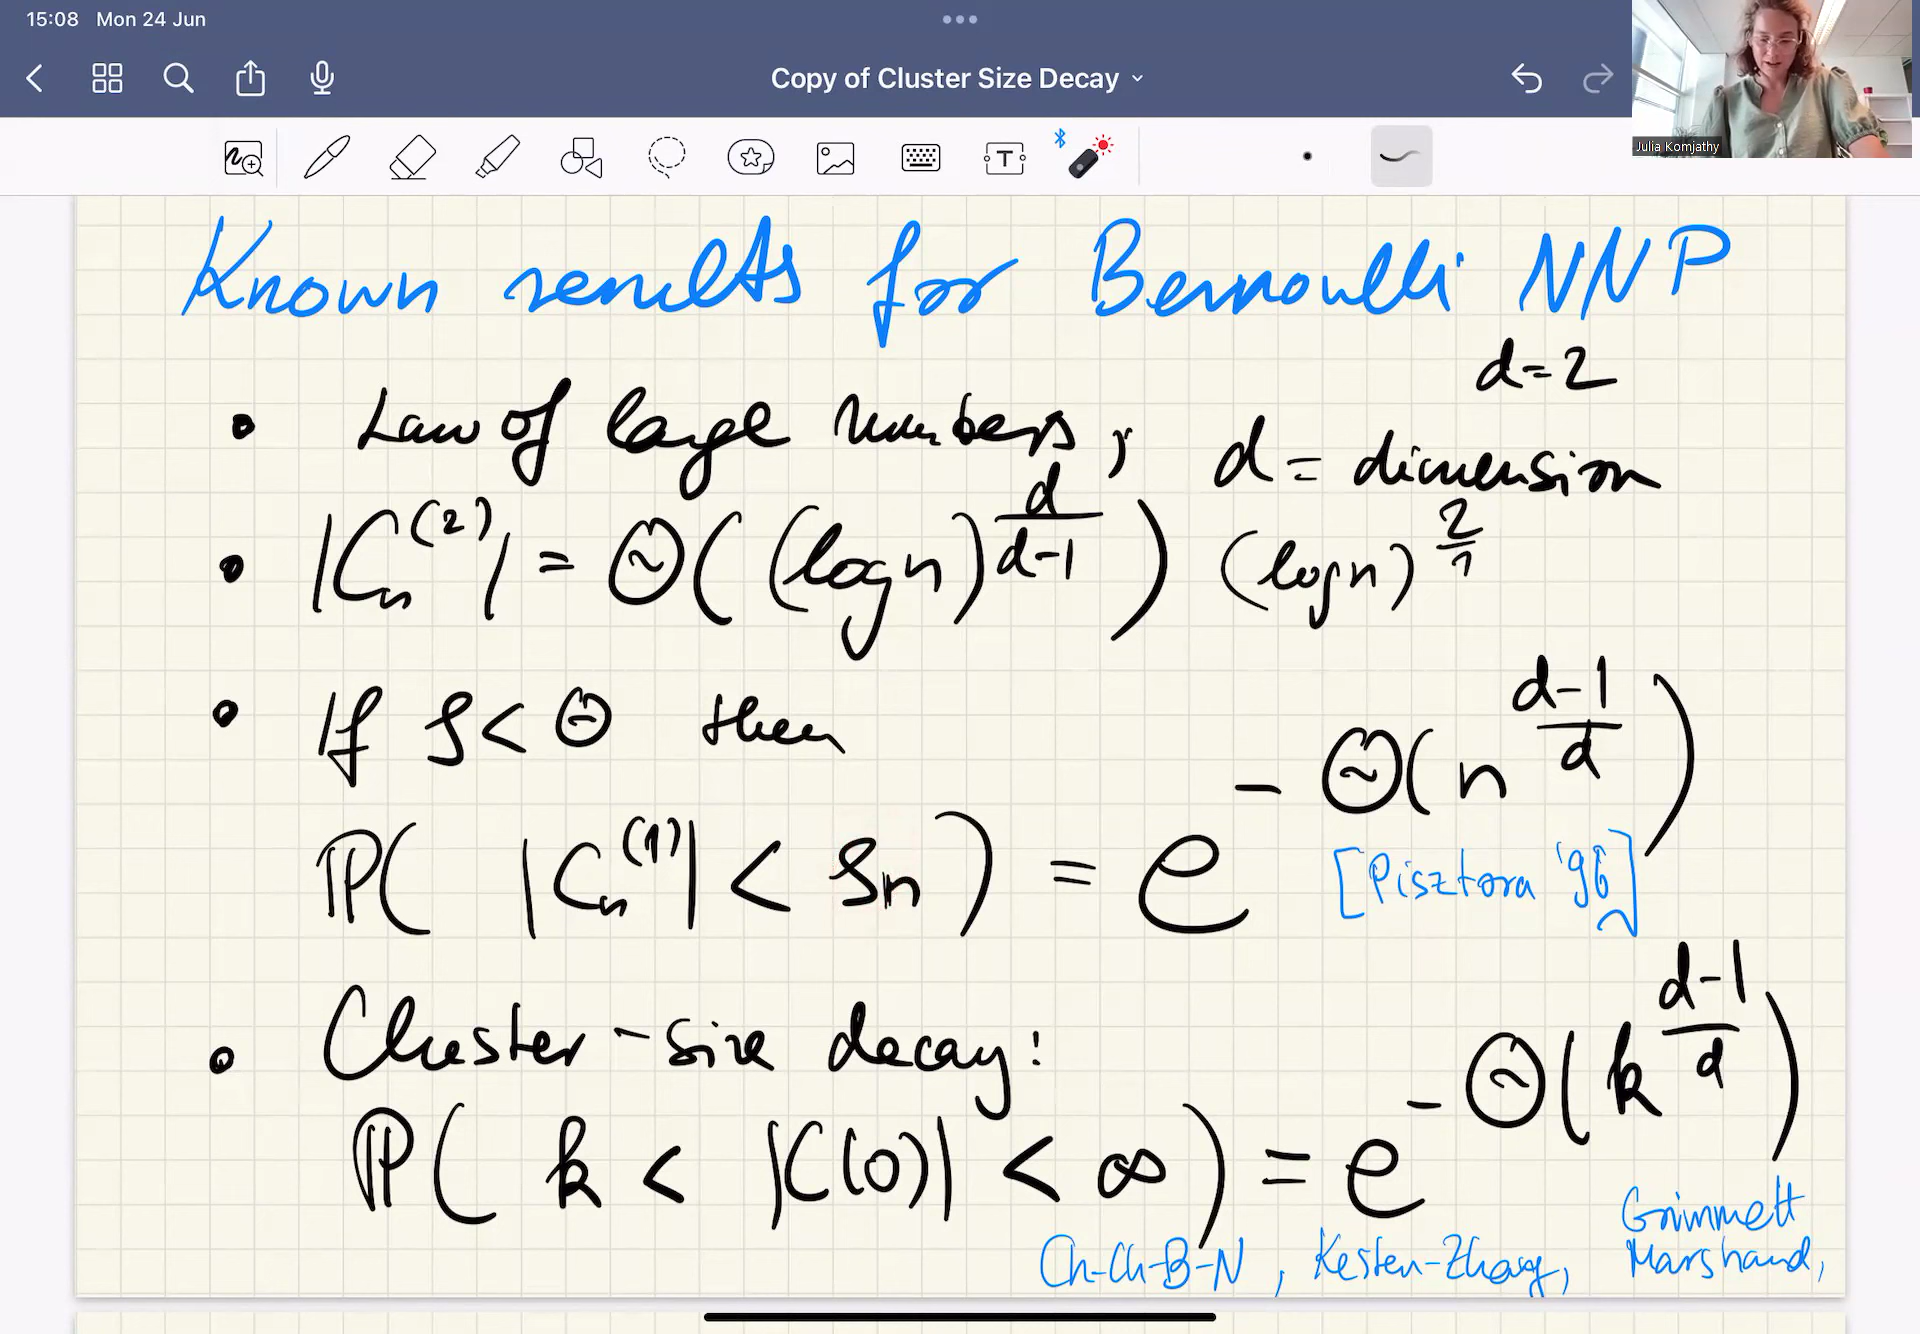 15:08 Mon 24 Jun
Copy of Cluster Size Decay
Julia Komjathy
Known results for Bernoulli NNP
d=2
• Law of large numbers, d = dimension
• |C_n^(2)| = Θ((log n)^{d/(d-1)}) (log n)^{2/1}
• If ρ < Θ then
P( |C_n^(1)| < ρn ) = e^{-Θ(n^{(d-1)/d})}
[Pisztora '96]
• Cluster-size decay:
P( k < |C(0)| < ∞ ) = e^{-Θ(k^{(d-1)/d})}
Ch-Ch-B-N, Kesten-Zhang, Grimmett
Marshand,